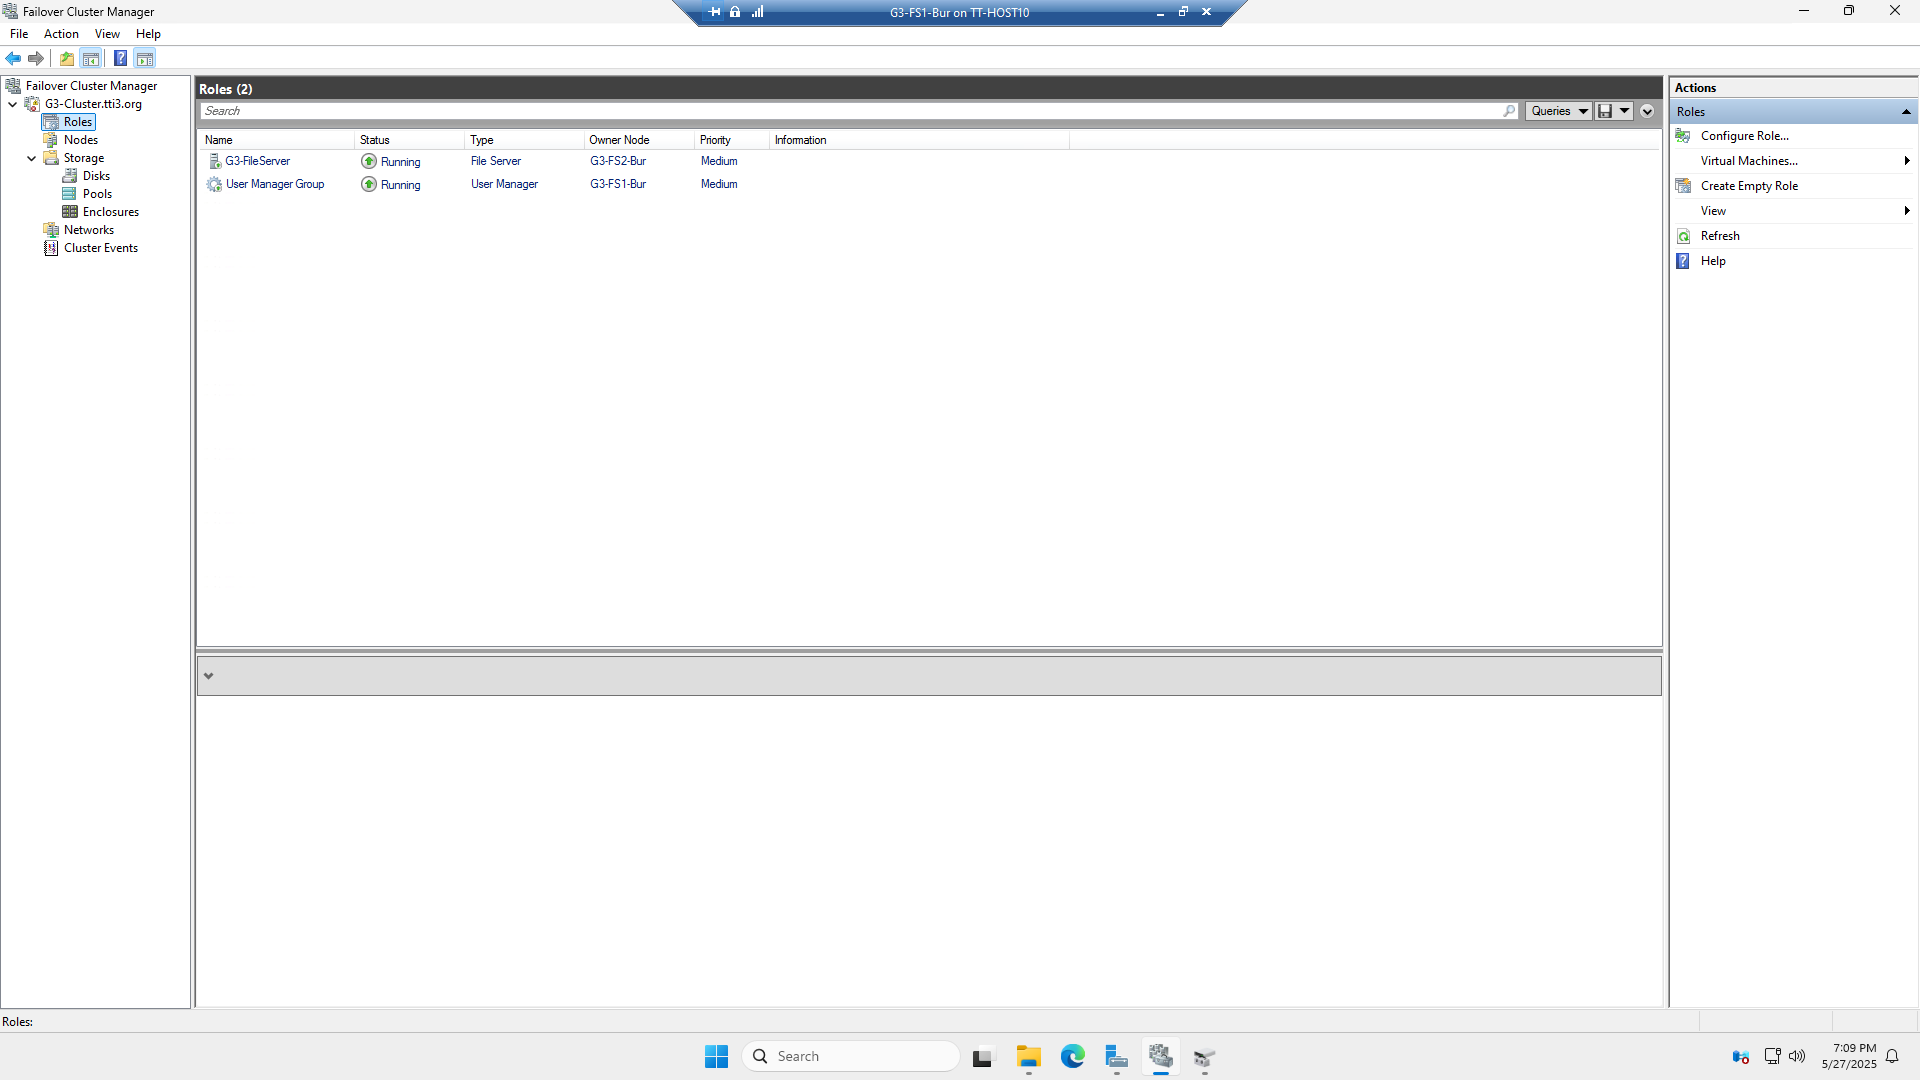 Failover Cluster Manager
G3-FS1-Bur on TT-HOST10
File Action View Help
Failover Cluster Manager
G3-Cluster.tti3.org
Roles
Nodes
Storage
Disks
Pools
Enclosures
Networks
Cluster Events
Roles (2)
Search
Queries
Name Status Type Owner Node Priority Information
G3-FileServer Running File Server G3-FS2-Bur Medium
User Manager Group Running User Manager G3-FS1-Bur Medium
Actions
Roles
Configure Role...
Virtual Machines...
Create Empty Role
View
Refresh
Help
Roles:
Search
7:09 PM
5/27/2025